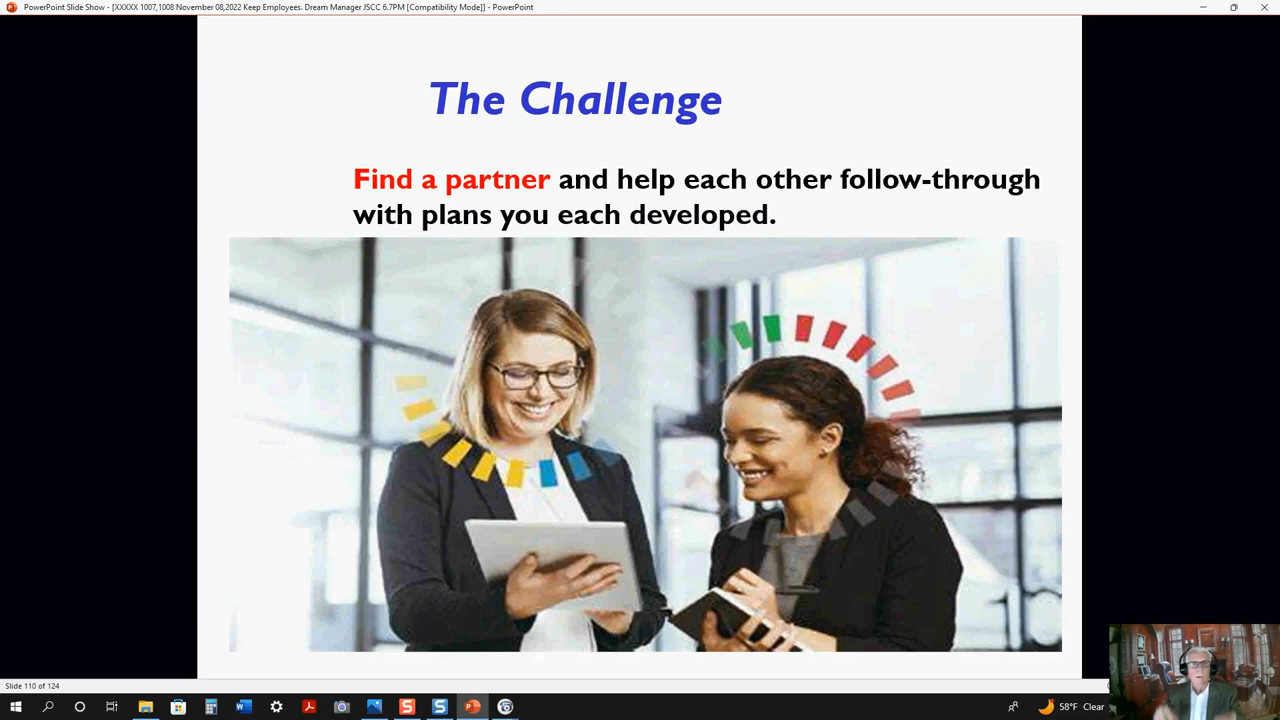 PowerPoint Slide Show - [XXXXX 1007,1008 November 08,2022 Keep Employees. Dream Manager JSCC 6.7PM [Compatibility Mode]] - PowerPoint
The Challenge
Find a partner and help each other follow-through
with plans you each developed.
Slide 110 of 124
58°F Clear